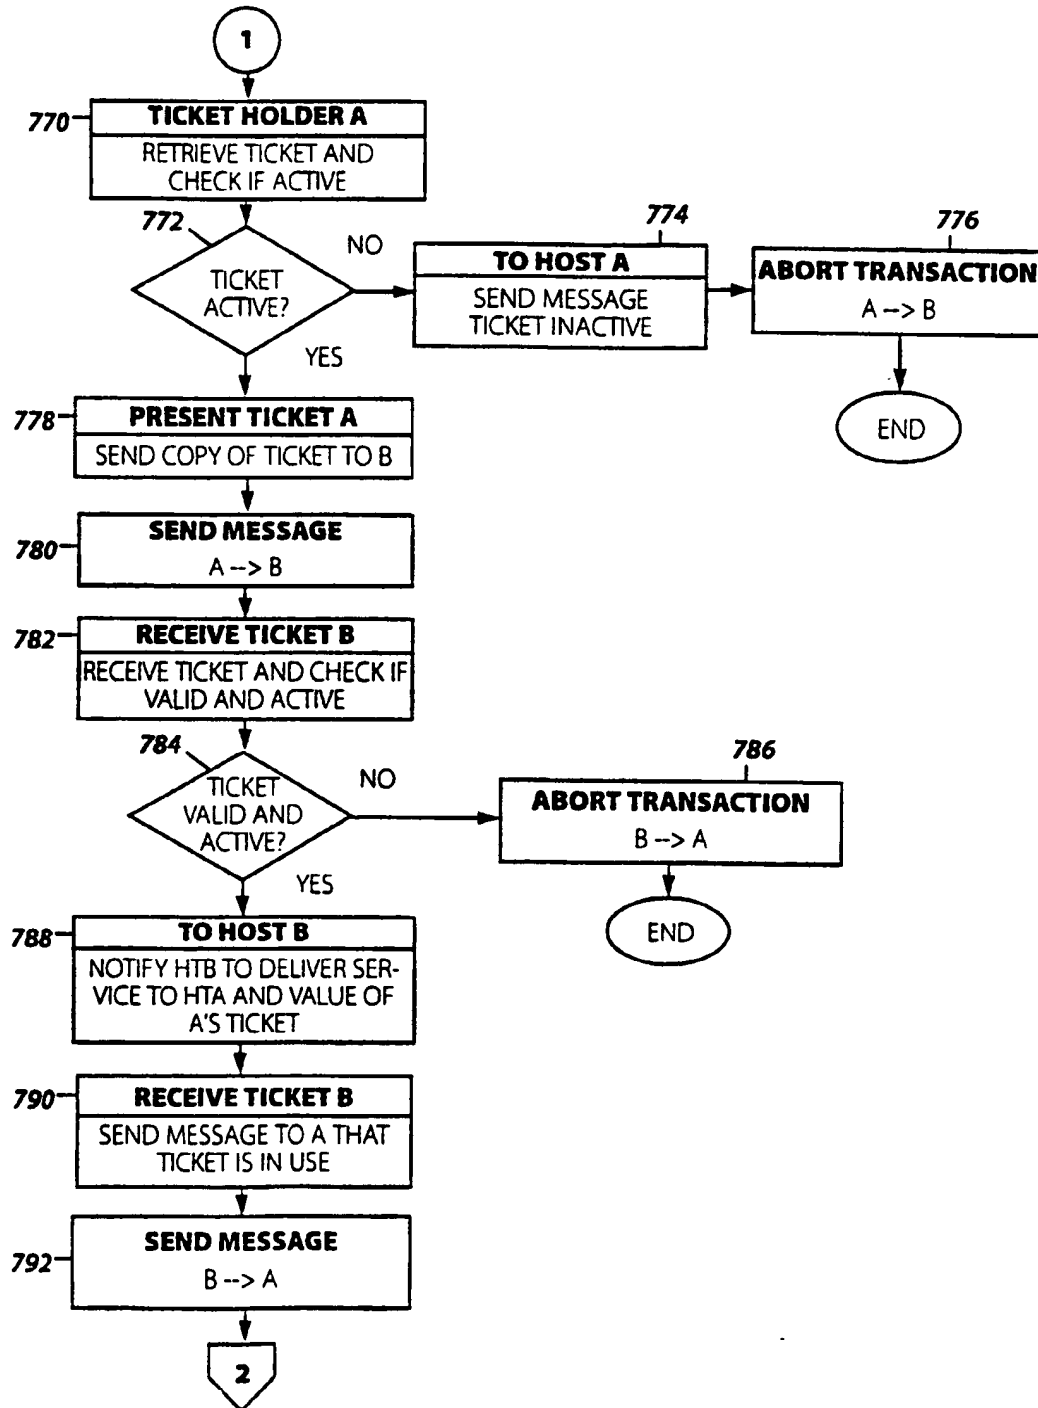 1
770
TICKET HOLDER A
RETRIEVE TICKET AND
CHECK IF ACTIVE
772
TICKET
ACTIVE?
NO
YES
774
TO HOST A
SEND MESSAGE
TICKET INACTIVE
776
ABORT TRANSACTION
A --> B
END
778
PRESENT TICKET A
SEND COPY OF TICKET TO B
780
SEND MESSAGE
A --> B
782
RECEIVE TICKET B
RECEIVE TICKET AND CHECK IF
VALID AND ACTIVE
784
TICKET
VALID AND
ACTIVE?
NO
YES
786
ABORT TRANSACTION
B --> A
END
788
TO HOST B
NOTIFY HTB TO DELIVER SER-
VICE TO HTA AND VALUE OF
A'S TICKET
790
RECEIVE TICKET B
SEND MESSAGE TO A THAT
TICKET IS IN USE
792
SEND MESSAGE
B --> A
2